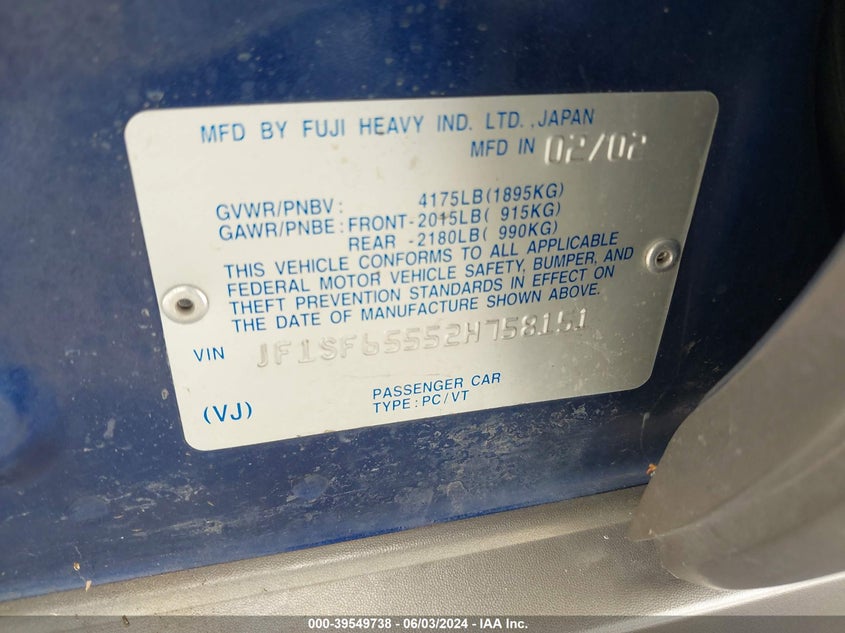 MFD BY FUJI HEAVY IND. LTD.,JAPAN
MFD IN 02/02
GVWR/PNBV: 4175LB(1895KG)
GAWR/PNBE: FRONT-2015LB( 915KG)
REAR -2180LB( 990KG)
THIS VEHICLE CONFORMS TO ALL APPLICABLE
FEDERAL MOTOR VEHICLE SAFETY, BUMPER, AND
THEFT PREVENTION STANDARDS IN EFFECT ON
THE DATE OF MANUFACTURE SHOWN ABOVE.
VIN JF1SF65552H758151
PASSENGER CAR
(VJ) TYPE:PC/VT
000-39549738 - 06/03/2024 - IAA Inc.